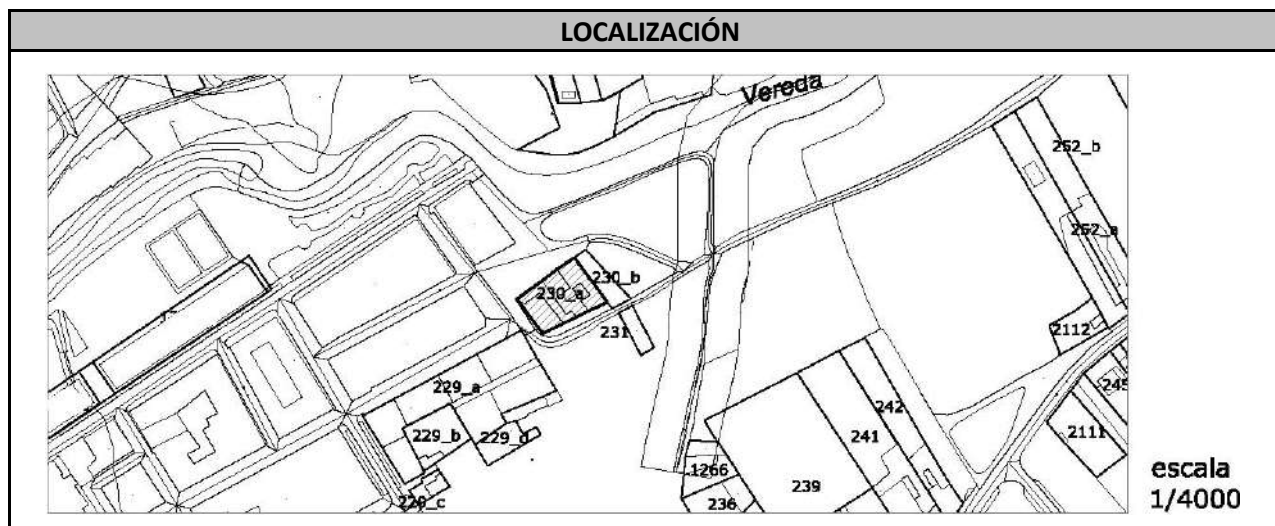 LOCALIZACIÓN
Vereda
252_b
252_a
230_b
230_a
231
2112
229_a
245
242
229_b
229_d
241
2111
1266
239
236
escala
1/4000